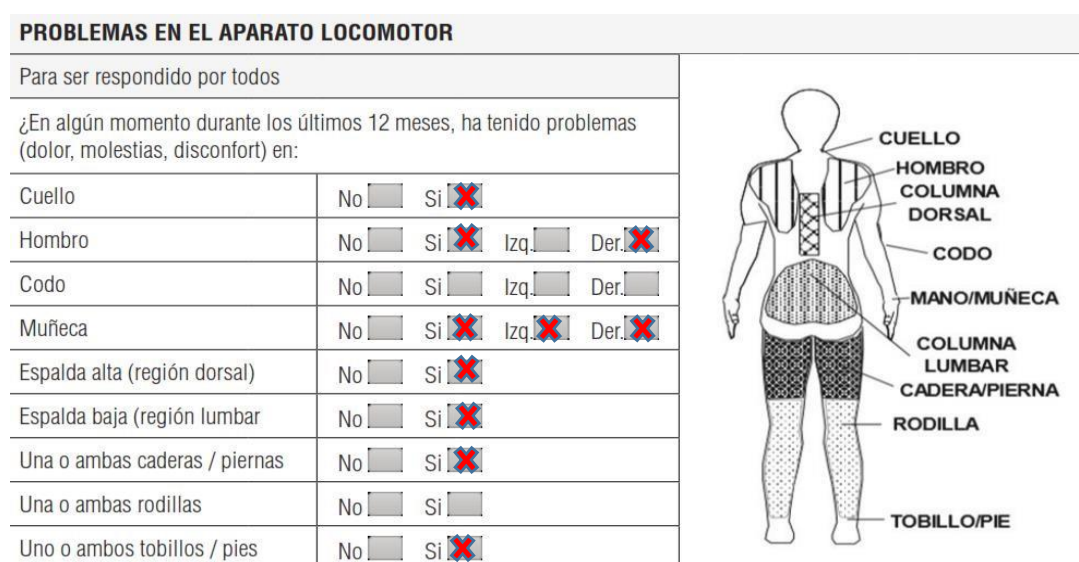 PROBLEMAS EN EL APARATO LOCOMOTOR
Para ser respondido por todos
¿En algún momento durante los últimos 12 meses, ha tenido problemas
(dolor, molestias, disconfort) en:
Cuello No Si
Hombro No Si Izq. Der.
Codo No Si Izq. Der.
Muñeca No Si Izq. Der.
Espalda alta (región dorsal) No Si
Espalda baja (región lumbar No Si
Una o ambas caderas / piernas No Si
Una o ambas rodillas No Si
Uno o ambos tobillos / pies No Si
CUELLO
HOMBRO
COLUMNA
DORSAL
CODO
MANO/MUÑECA
COLUMNA
LUMBAR
CADERA/PIERNA
RODILLA
TOBILLO/PIE